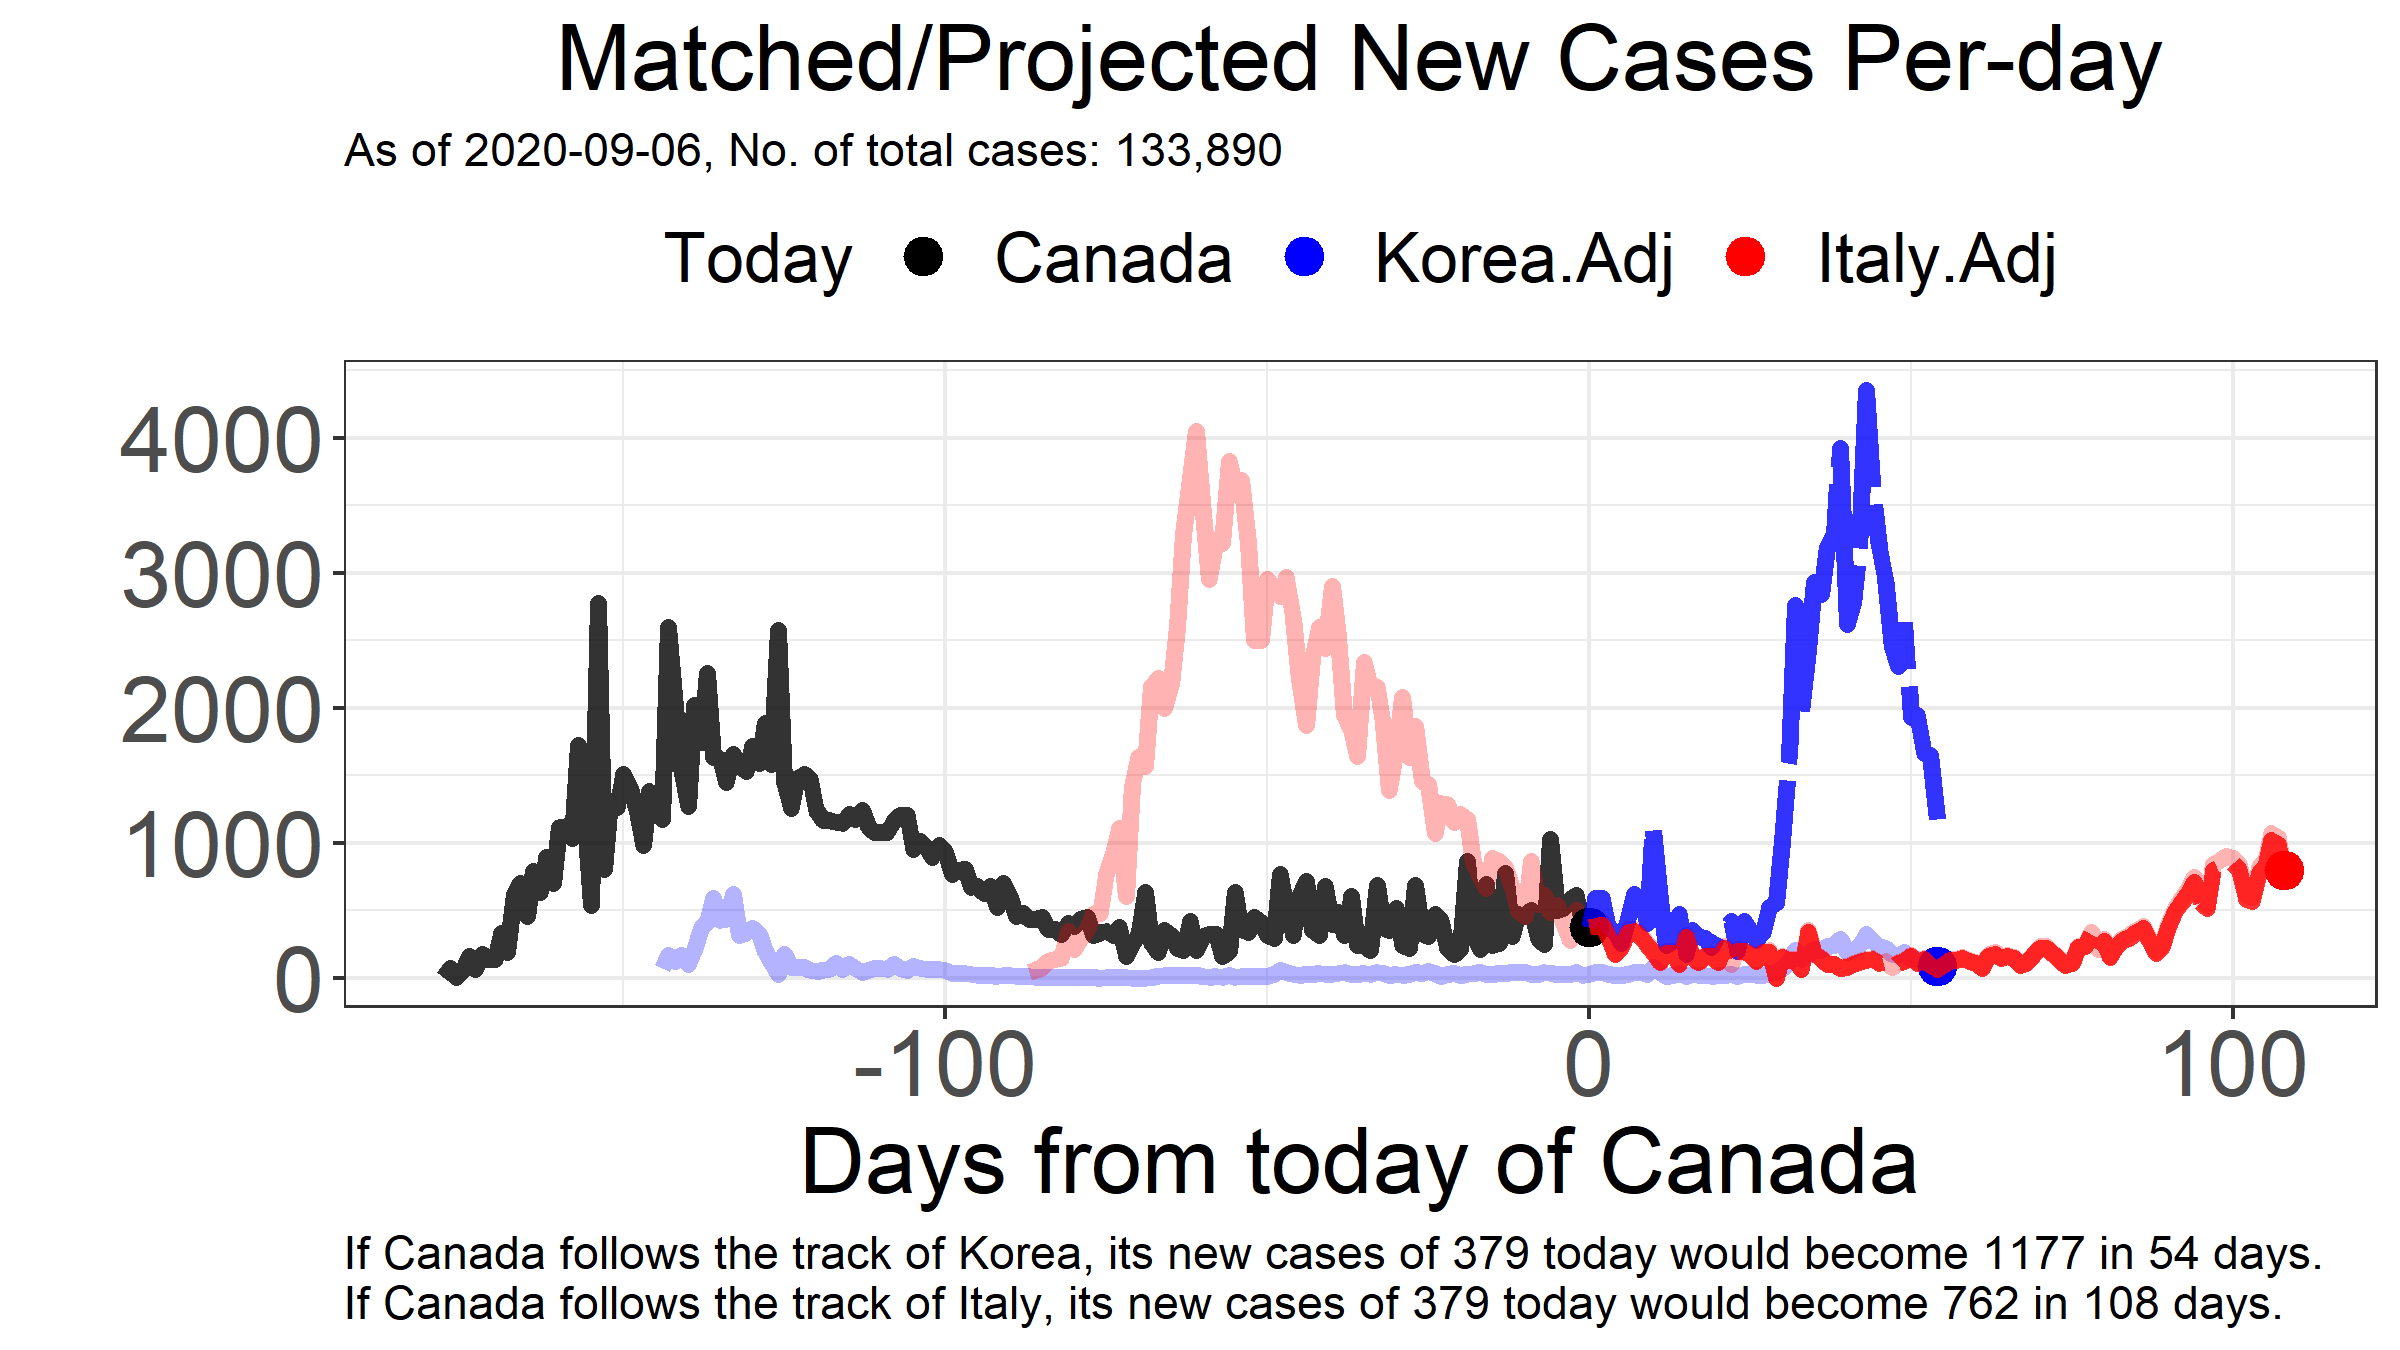 Matched/Projected New Cases Per-day
As of 2020-09-06, No. of total cases: 133,890
Today Canada Korea.Adj Italy.Adj
4000
3000
2000
1000
0
-100 0 100
Days from today of Canada
If Canada follows the track of Korea, its new cases of 379 today would become 1177 in 54 days.
If Canada follows the track of Italy, its new cases of 379 today would become 762 in 108 days.